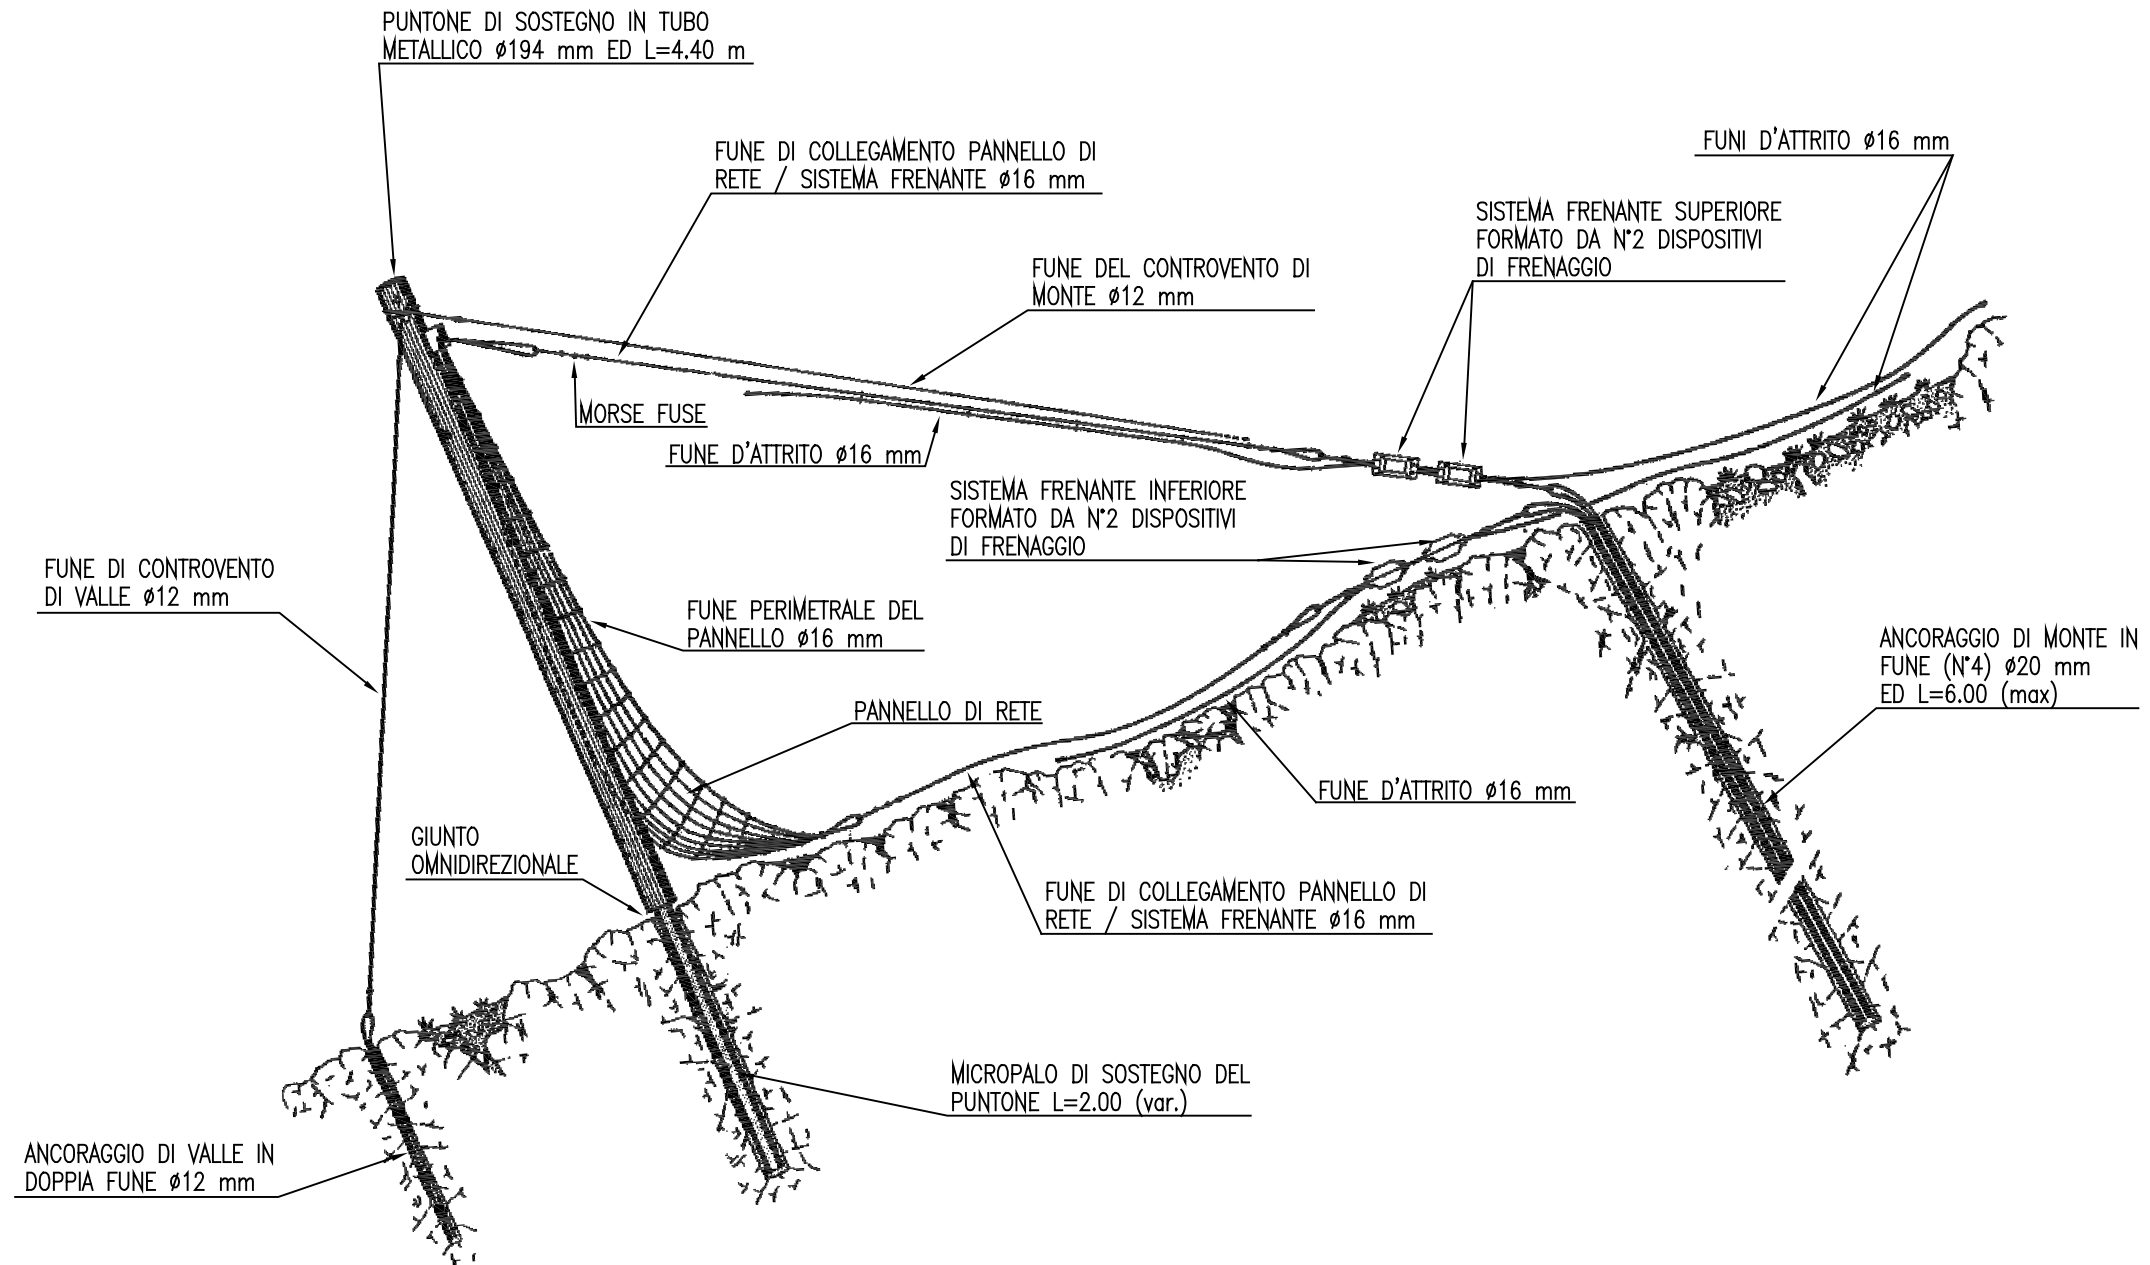 PUNTONE DI SOSTEGNO IN TUBO
METALLICO ø194 mm ED L=4.40 m
FUNE DI COLLEGAMENTO PANNELLO DI
RETE / SISTEMA FRENANTE ø16 mm
FUNI D'ATTRITO ø16 mm
SISTEMA FRENANTE SUPERIORE
FORMATO DA N°2 DISPOSITIVI
DI FRENAGGIO
FUNE DEL CONTROVENTO DI
MONTE ø12 mm
MORSE FUSE
FUNE D'ATTRITO ø16 mm
SISTEMA FRENANTE INFERIORE
FORMATO DA N°2 DISPOSITIVI
DI FRENAGGIO
FUNE DI CONTROVENTO
DI VALLE ø12 mm
FUNE PERIMETRALE DEL
PANNELLO ø16 mm
ANCORAGGIO DI MONTE IN
FUNE (N°4) ø20 mm
ED L=6.00 (max)
PANNELLO DI RETE
FUNE D'ATTRITO ø16 mm
GIUNTO
OMNIDIREZIONALE
FUNE DI COLLEGAMENTO PANNELLO DI
RETE / SISTEMA FRENANTE ø16 mm
MICROPALO DI SOSTEGNO DEL
PUNTONE L=2.00 (var.)
ANCORAGGIO DI VALLE IN
DOPPIA FUNE ø12 mm